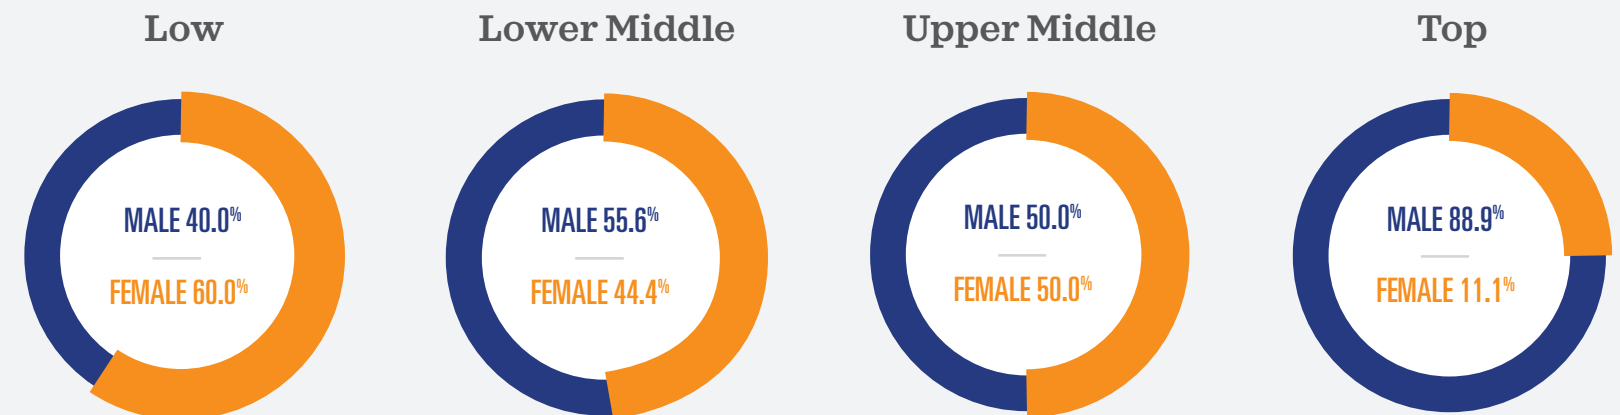 Low
MALE 40.0%
FEMALE 60.0%
Lower Middle
MALE 55.6%
FEMALE 44.4%
Upper Middle
MALE 50.0%
FEMALE 50.0%
Top
MALE 88.9%
FEMALE 11.1%